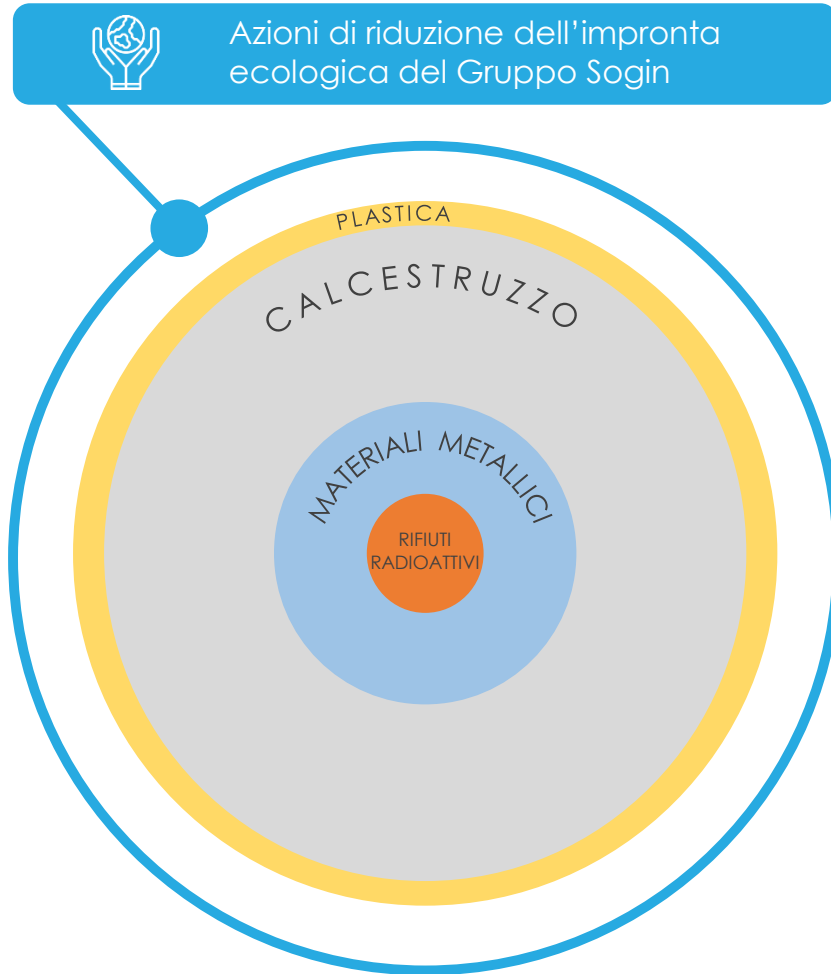 Azioni di riduzione dell’impronta
ecologica del Gruppo Sogin
PLASTICA
CALCESTRUZZO
MATERIALI METALLICI
RIFIUTI
RADIOATTIVI